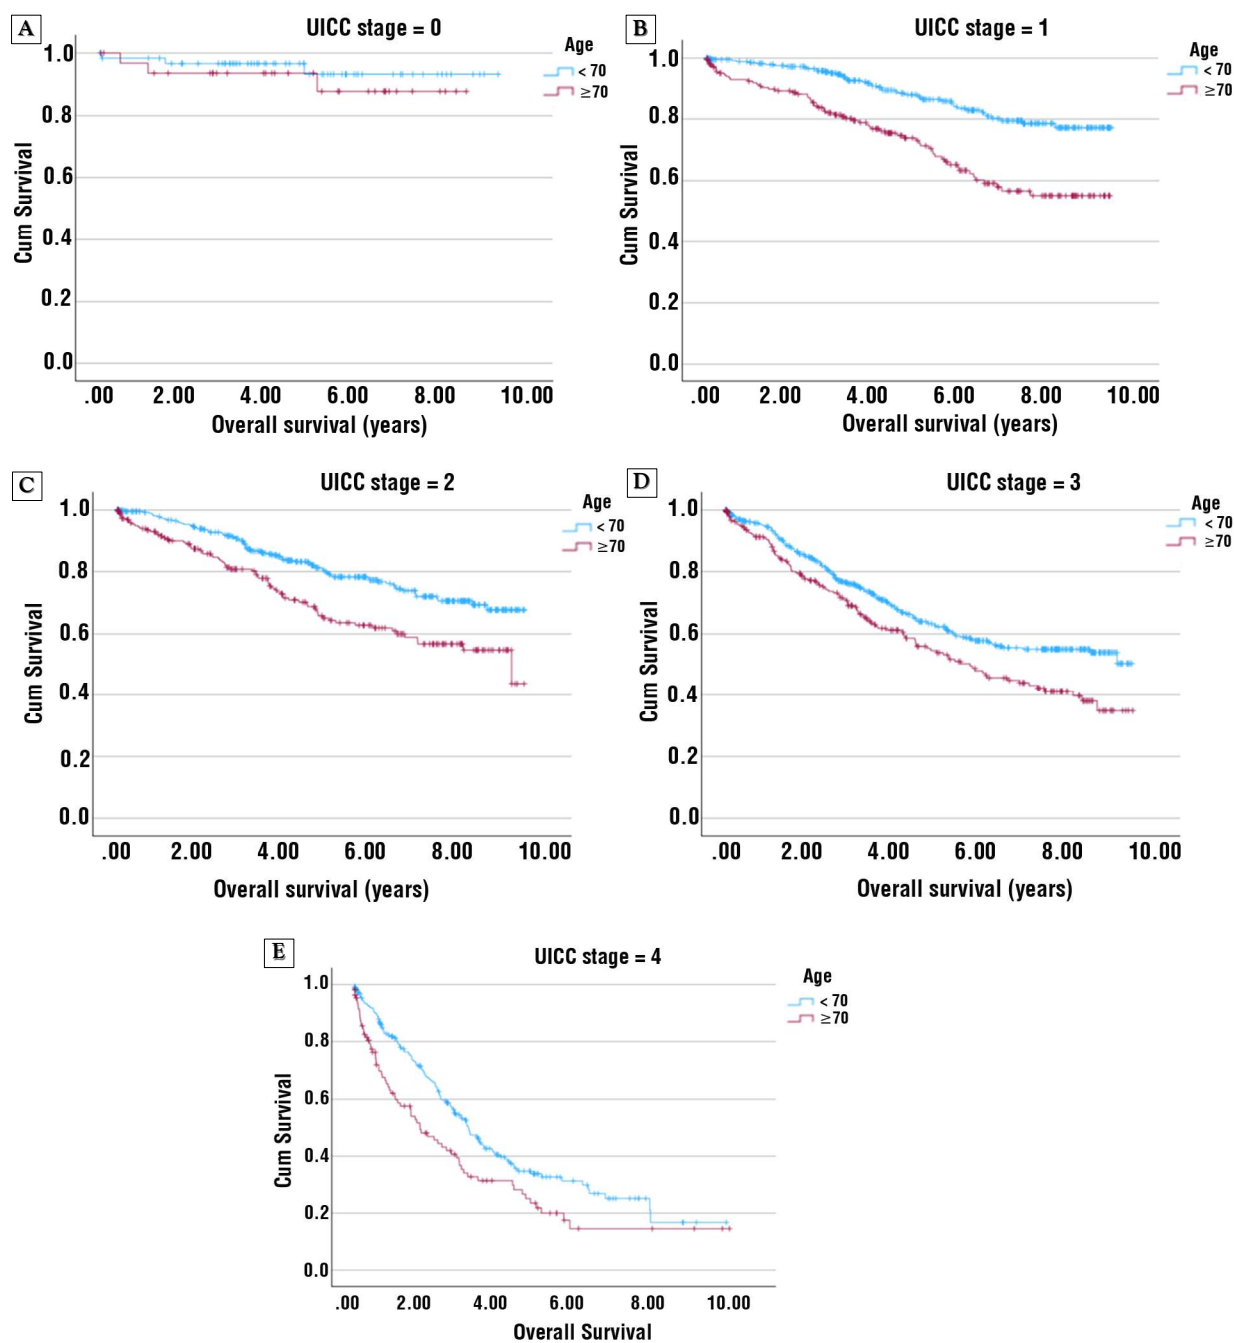 A
UICC stage = 0
Age
< 70
≥70
1.0
0.8
0.6
0.4
0.2
0.0
Cum Survival
.00 2.00 4.00 6.00 8.00 10.00
Overall survival (years)
B
UICC stage = 1
Age
< 70
≥70
1.0
0.8
0.6
0.4
0.2
0.0
Cum Survival
.00 2.00 4.00 6.00 8.00 10.00
Overall survival (years)
C
UICC stage = 2
Age
< 70
≥70
1.0
0.8
0.6
0.4
0.2
0.0
Cum Survival
.00 2.00 4.00 6.00 8.00 10.00
Overall survival (years)
D
UICC stage = 3
Age
< 70
≥70
1.0
0.8
0.6
0.4
0.2
0.0
Cum Survival
.00 2.00 4.00 6.00 8.00 10.00
Overall survival (years)
E
UICC stage = 4
Age
< 70
≥70
1.0
0.8
0.6
0.4
0.2
0.0
Cum Survival
.00 2.00 4.00 6.00 8.00 10.00
Overall Survival